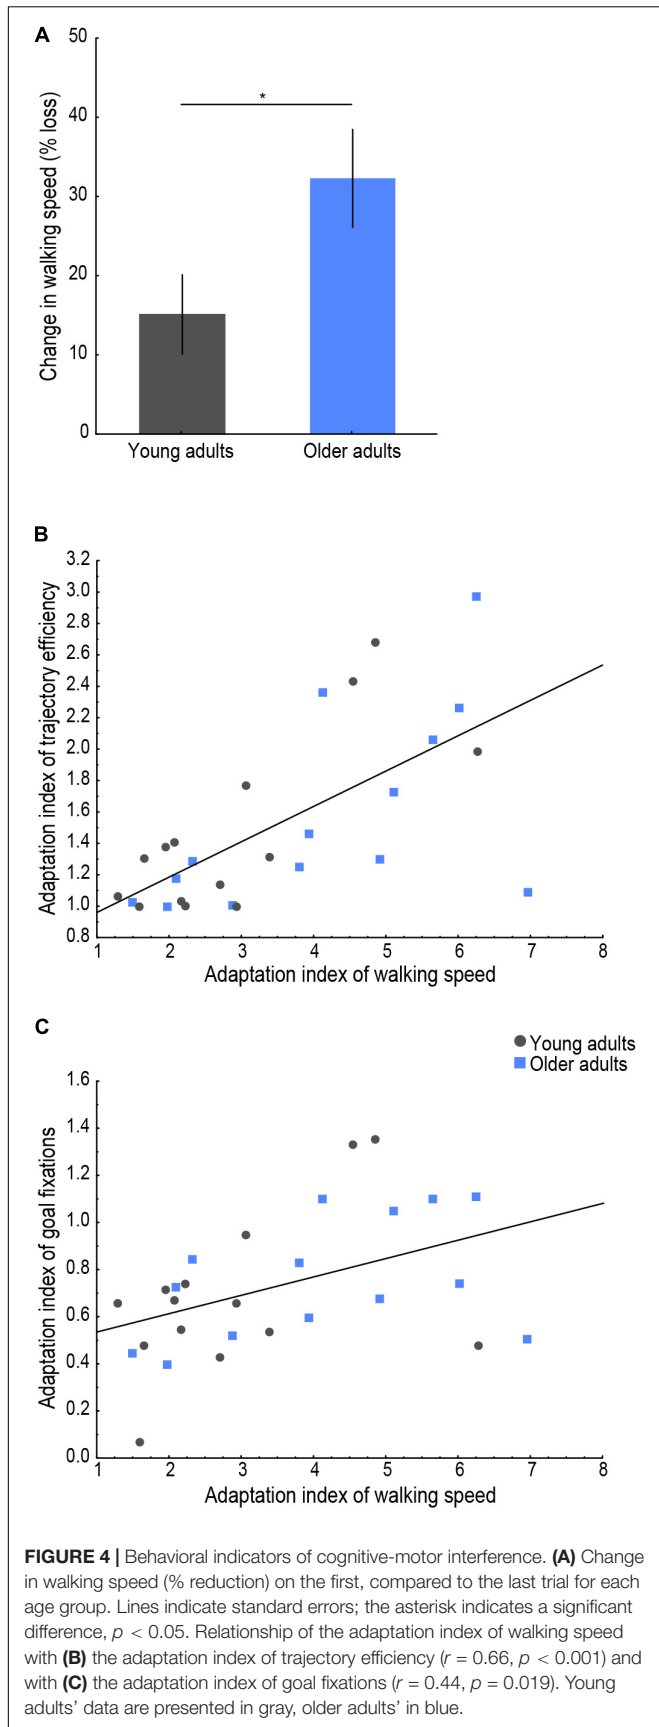 A
50
40
30
20
10
0
Change in walking speed (% loss)
*
Young adults
Older adults
B
3.2
3.0
2.8
2.6
2.4
2.2
2.0
1.8
1.6
1.4
1.2
1.0
0.8
Adaptation index of trajectory efficiency
1 2 3 4 5 6 7 8
Adaptation index of walking speed
C
Young adults
Older adults
1.6
1.4
1.2
1.0
0.8
0.6
0.4
0.2
0.0
Adaptation index of goal fixations
1 2 3 4 5 6 7 8
Adaptation index of walking speed
FIGURE 4 | Behavioral indicators of cognitive-motor interference. (A) Change
in walking speed (% reduction) on the first, compared to the last trial for each
age group. Lines indicate standard errors; the asterisk indicates a significant
difference, p < 0.05. Relationship of the adaptation index of walking speed
with (B) the adaptation index of trajectory efficiency (r = 0.66, p < 0.001) and
with (C) the adaptation index of goal fixations (r = 0.44, p = 0.019). Young
adults’ data are presented in gray, older adults’ in blue.